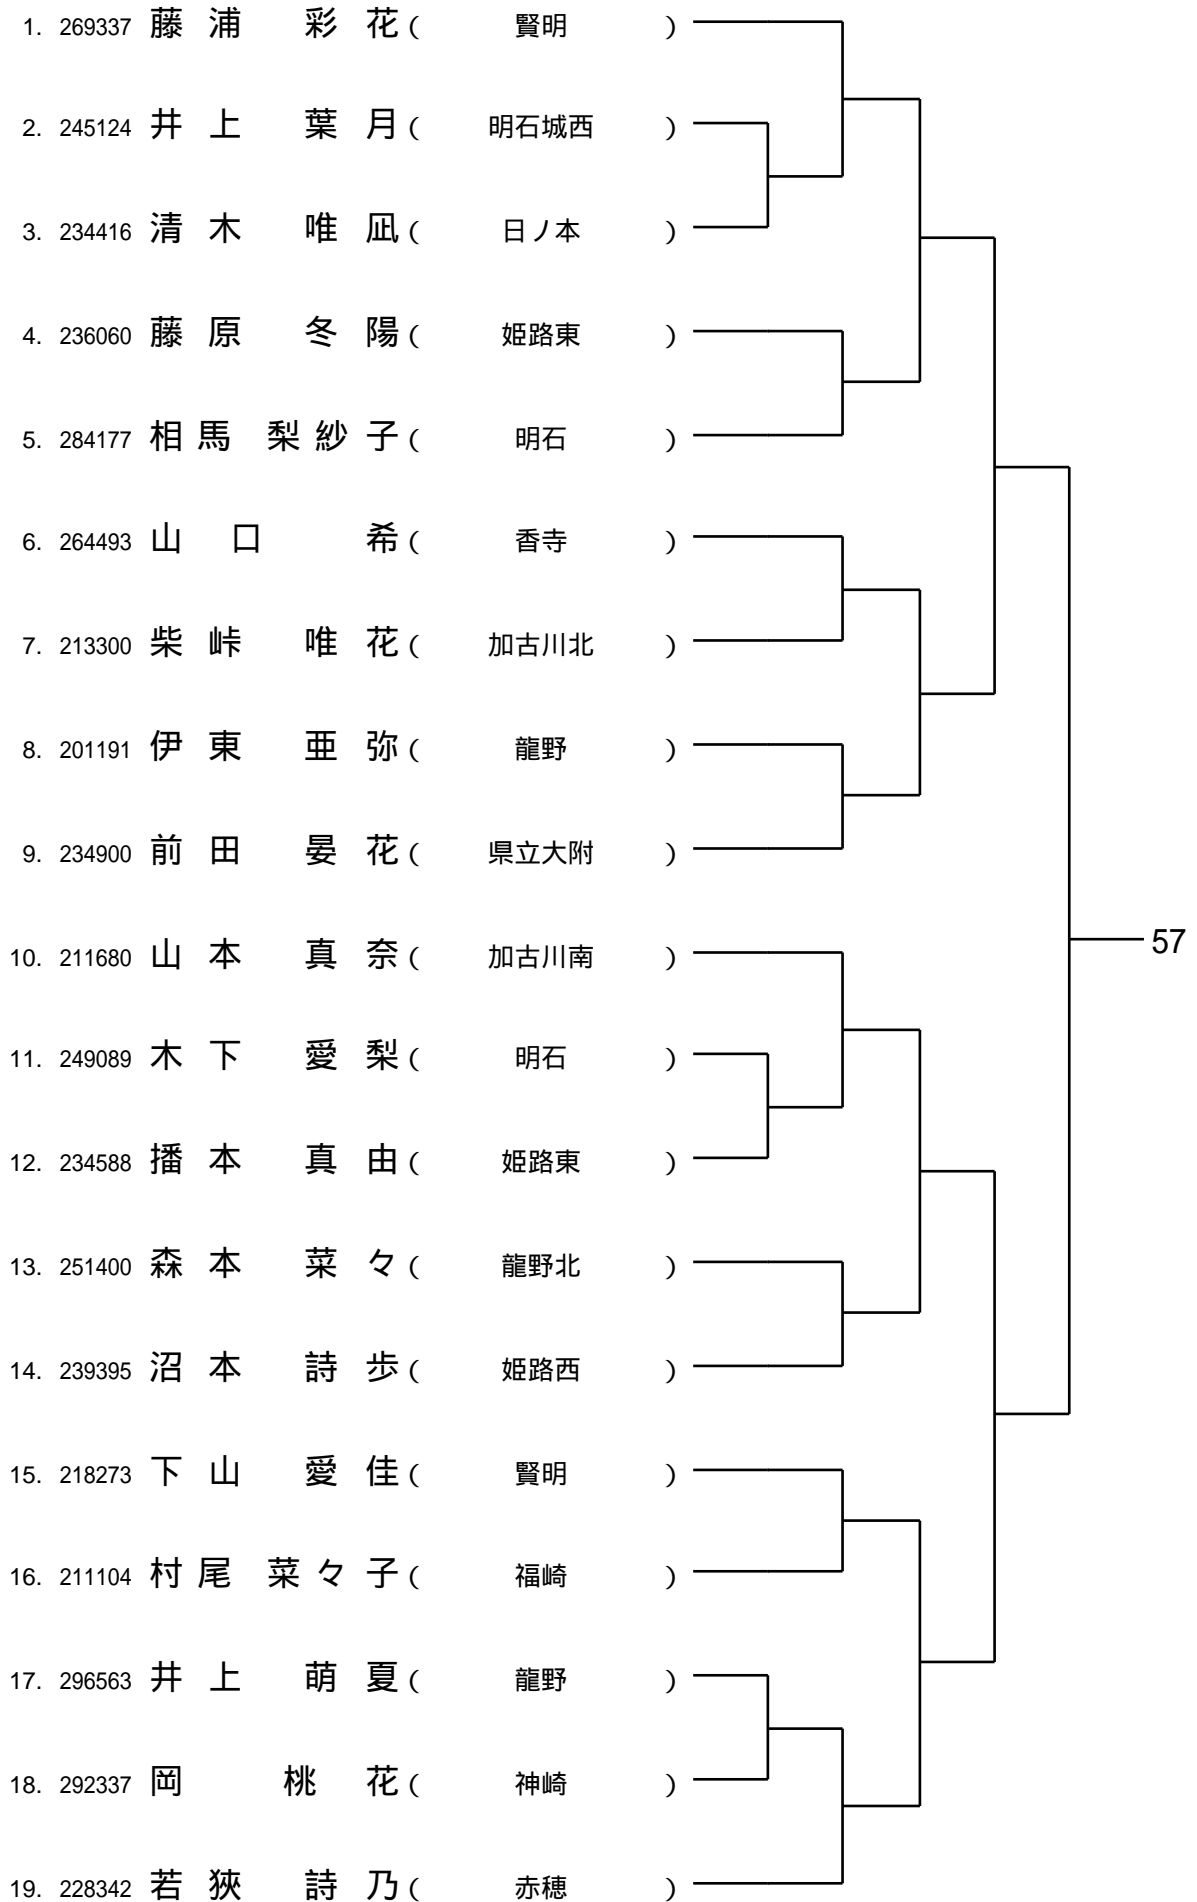 1. 269337 藤浦 彩花 ( 賢明 )
2. 245124 井上 葉月 ( 明石城西 )
3. 234416 清木 唯凪 ( 日ノ本 )
4. 236060 藤原 冬陽 ( 姫路東 )
5. 284177 相馬 梨紗子 ( 明石 )
6. 264493 山口 希 ( 香寺 )
7. 213300 柴峠 唯花 ( 加古川北 )
8. 201191 伊東 亜弥 ( 龍野 )
9. 234900 前田 晏花 ( 県立大附 )
57
10. 211680 山本 真奈 ( 加古川南 )
11. 249089 木下 愛梨 ( 明石 )
12. 234588 播本 真由 ( 姫路東 )
13. 251400 森本 菜々 ( 龍野北 )
14. 239395 沼本 詩歩 ( 姫路西 )
15. 218273 下山 愛佳 ( 賢明 )
16. 211104 村尾 菜々子 ( 福崎 )
17. 296563 井上 萌夏 ( 龍野 )
18. 292337 岡 桃花 ( 神崎 )
19. 228342 若狹 詩乃 ( 赤穂 )